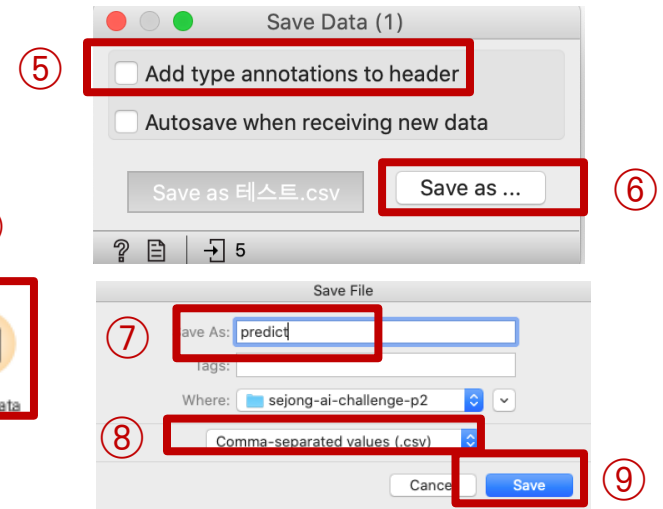 Save Data (1)
⑤
Add type annotations to header
Autosave when receiving new data
Save as 테스트.csv
Save as ...
⑥
? 5
Save File
⑦
ave As: predict
Tags:
Where: sejong-ai-challenge-p2
⑧
Comma-separated values (.csv)
Cance
Save
⑨
ata